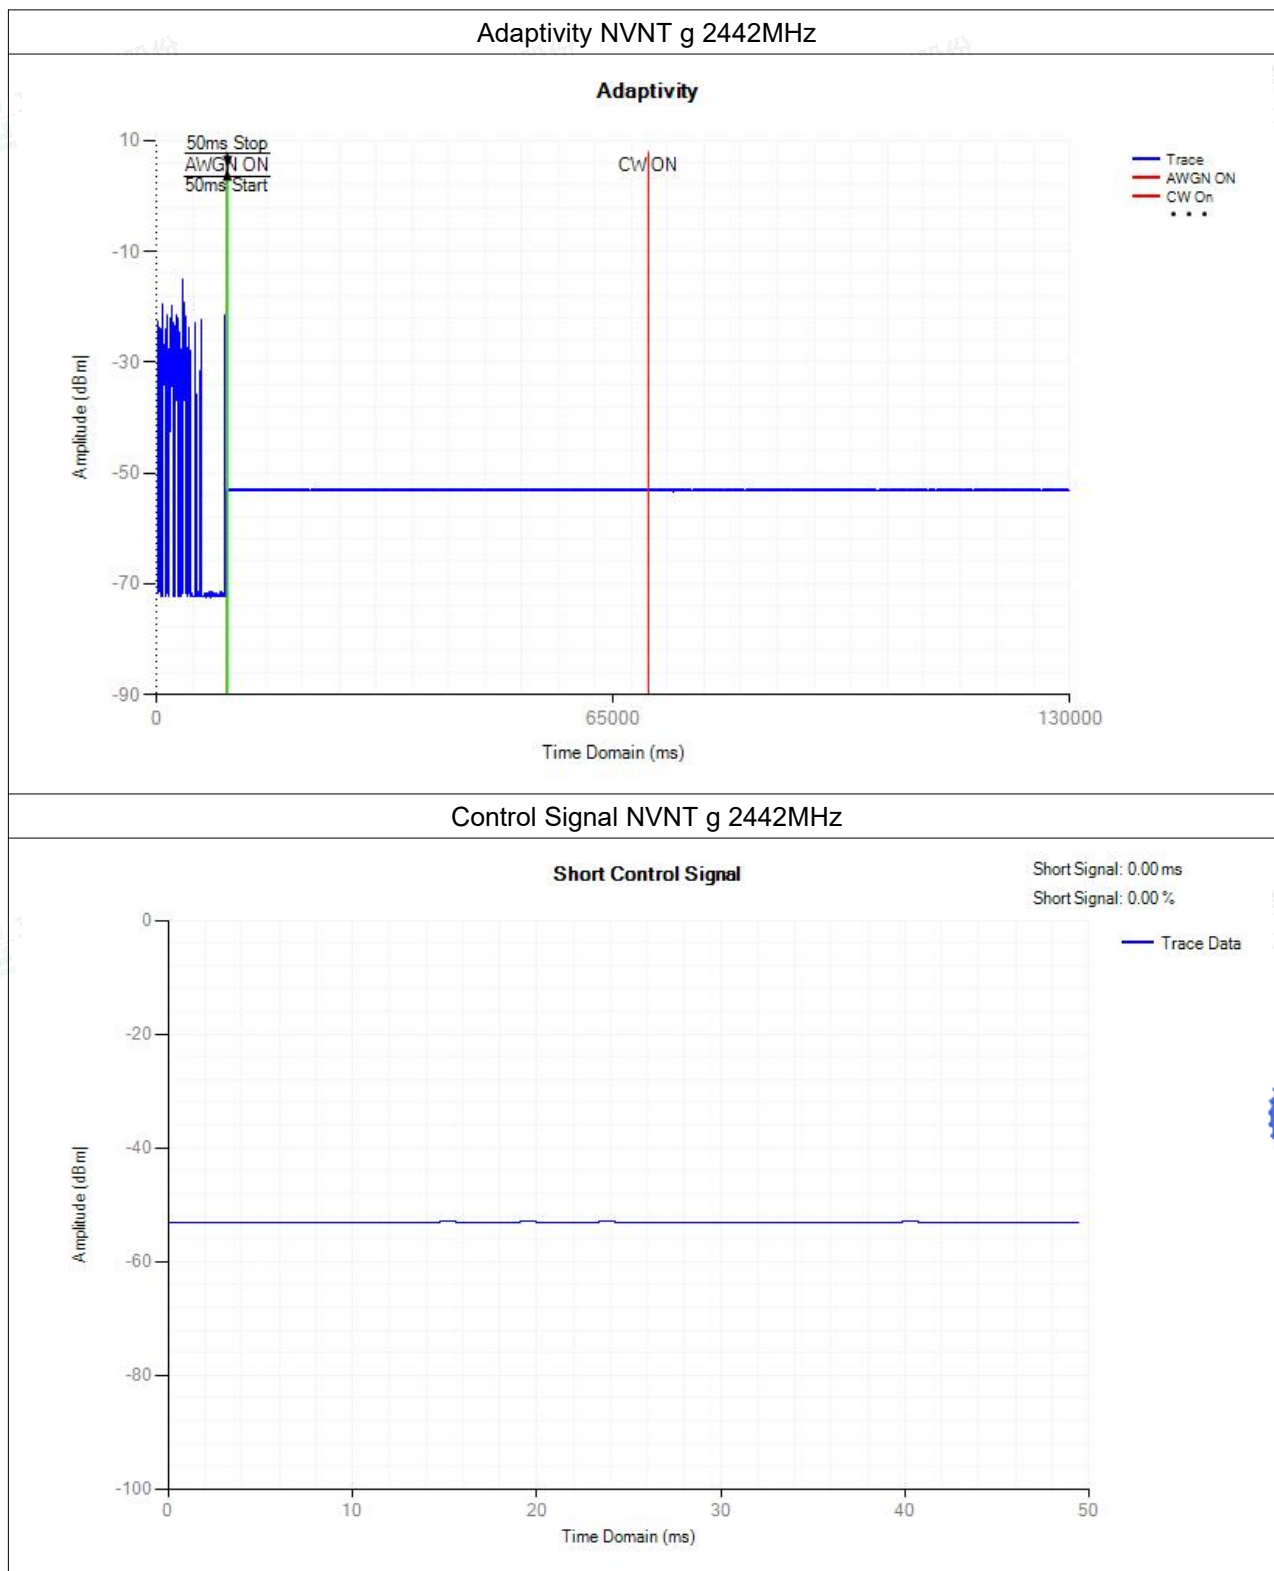 Adaptivity NVNT g 2442MHz
Adaptivity
10
-10
-30
-50
-70
-90
Amplitude (dBm)
50ms Stop
AWGN ON
50ms Start
CW ON
Trace
AWGN ON
CW On
0
65000
130000
Time Domain (ms)
Control Signal NVNT g 2442MHz
Short Control Signal
Short Signal: 0.00 ms
Short Signal: 0.00 %
Trace Data
0
-20
-40
-60
-80
-100
Amplitude (dBm)
0
10
20
30
40
50
Time Domain (ms)